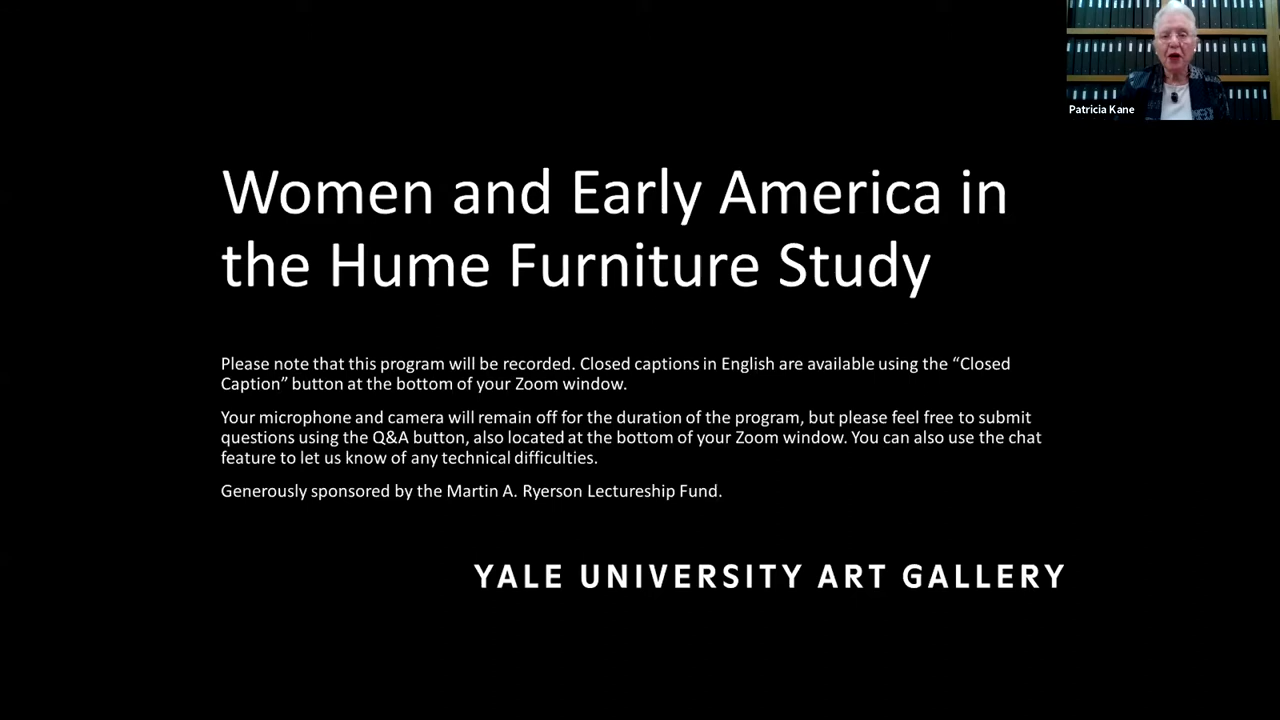 Patricia Kane
Women and Early America in
the Hume Furniture Study
Please note that this program will be recorded. Closed captions in English are available using the “Closed
Caption” button at the bottom of your Zoom window.
Your microphone and camera will remain off for the duration of the program, but please feel free to submit
questions using the Q&A button, also located at the bottom of your Zoom window. You can also use the chat
feature to let us know of any technical difficulties.
Generously sponsored by the Martin A. Ryerson Lectureship Fund.
YALE UNIVERSITY ART GALLERY